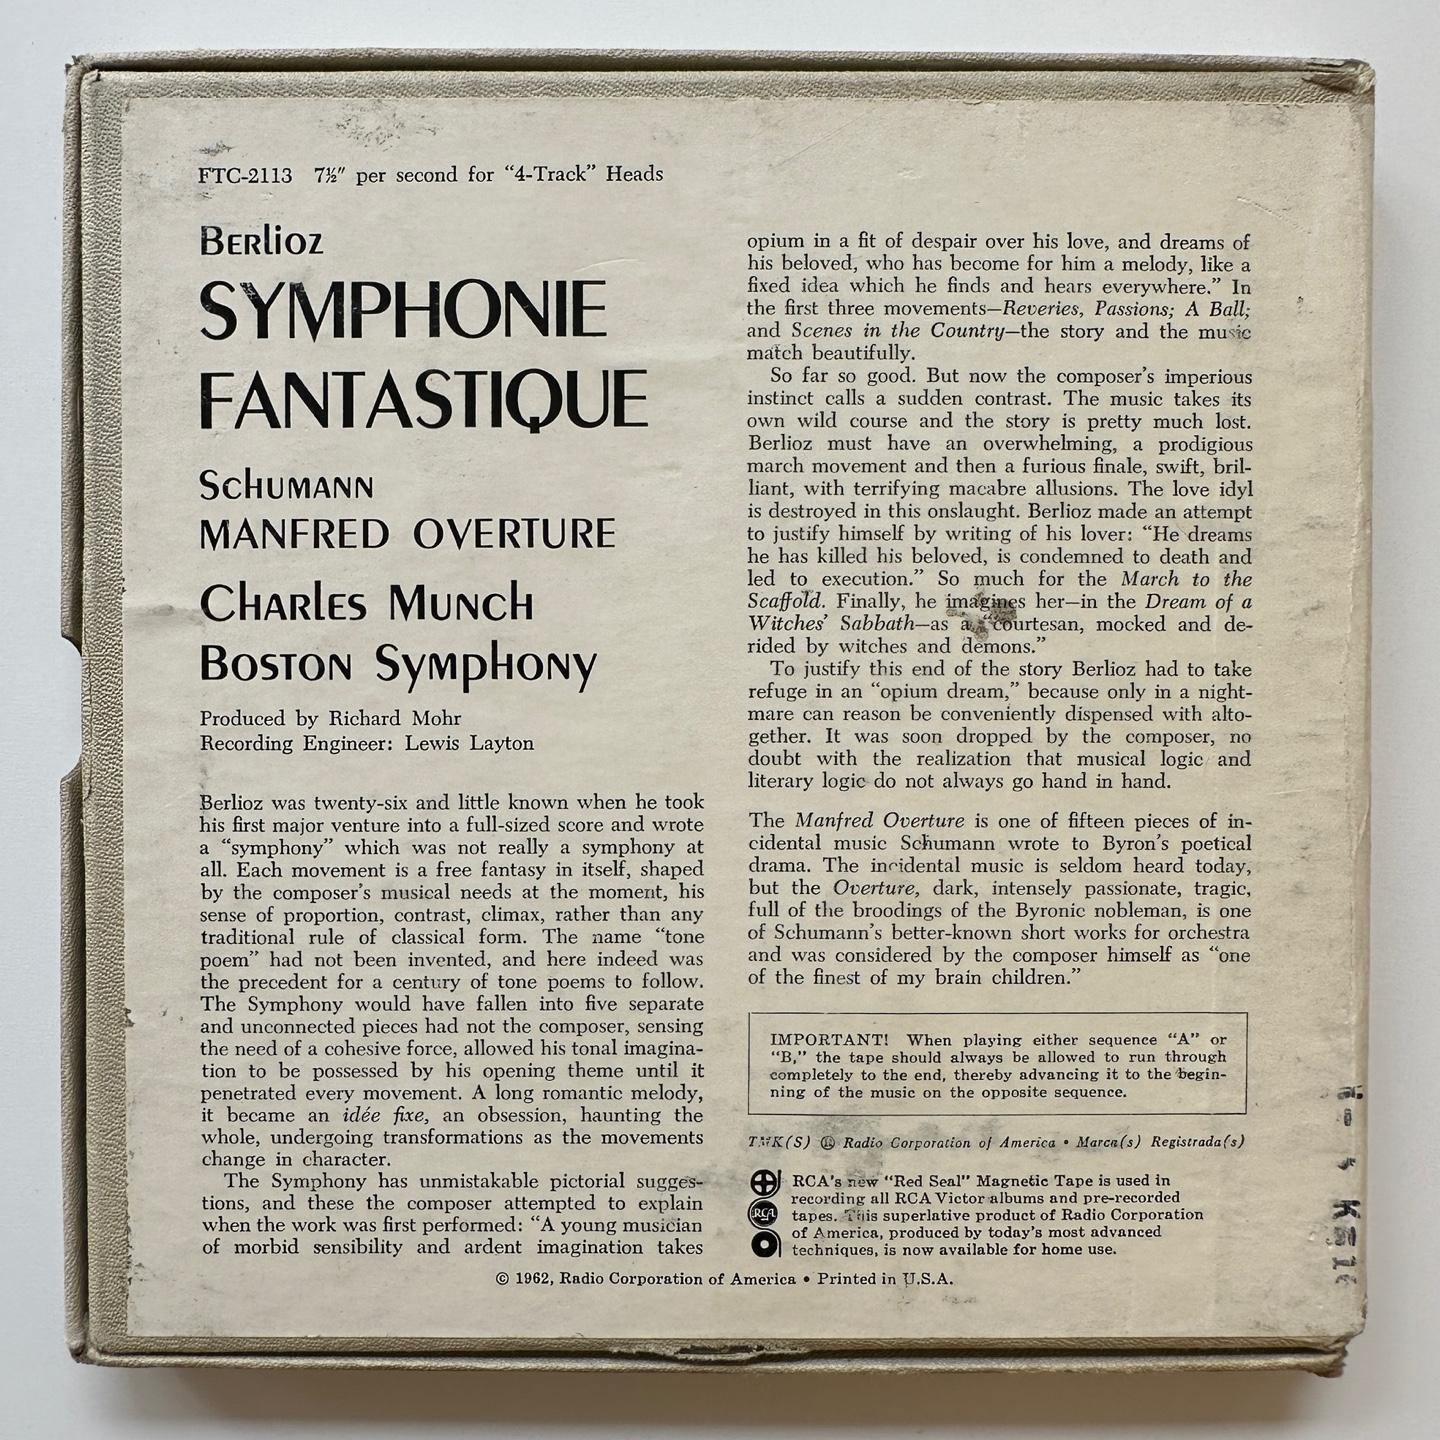 FTC-2113 7½" per second for “4-Track” Heads
Berlioz
SYMPHONIE
FANTASTIQUE
Schumann
MANFRED OVERTURE
Charles Munch
Boston Symphony
Produced by Richard Mohr
Recording Engineer: Lewis Layton
Berlioz was twenty-six and little known when he took
his first major venture into a full-sized score and wrote
a “symphony” which was not really a symphony at
all. Each movement is a free fantasy in itself, shaped
by the composer’s musical needs at the moment, his
sense of proportion, contrast, climax, rather than any
traditional rule of classical form. The name “tone
poem” had not been invented, and here indeed was
the precedent for a century of tone poems to follow.
The Symphony would have fallen into five separate
and unconnected pieces had not the composer, sensing
the need of a cohesive force, allowed his tonal imagina-
tion to be possessed by his opening theme until it
penetrated every movement. A long romantic melody,
it became an idée fixe, an obsession, haunting the
whole, undergoing transformations as the movements
change in character.
The Symphony has unmistakable pictorial sugges-
tions, and these the composer attempted to explain
when the work was first performed: “A young musician
of morbid sensibility and ardent imagination takes
opium in a fit of despair over his love, and dreams of
his beloved, who has become for him a melody, like a
fixed idea which he finds and hears everywhere.” In
the first three movements—Reveries, Passions; A Ball;
and Scenes in the Country—the story and the music
match beautifully.
So far so good. But now the composer’s imperious
instinct calls a sudden contrast. The music takes its
own wild course and the story is pretty much lost.
Berlioz must have an overwhelming, a prodigious
march movement and then a furious finale, swift, bril-
liant, with terrifying macabre allusions. The love idyl
is destroyed in this onslaught. Berlioz made an attempt
to justify himself by writing of his lover: “He dreams
he has killed his beloved, is condemned to death and
led to execution.” So much for the March to the
Scaffold. Finally, he imagines her—in the Dream of a
Witches’ Sabbath—as a “courtesan, mocked and de-
rided by witches and demons.”
To justify this end of the story Berlioz had to take
refuge in an “opium dream,” because only in a night-
mare can reason be conveniently dispensed with alto-
gether. It was soon dropped by the composer, no
doubt with the realization that musical logic and
literary logic do not always go hand in hand.
The Manfred Overture is one of fifteen pieces of in-
cidental music Schumann wrote to Byron’s poetical
drama. The incidental music is seldom heard today,
but the Overture, dark, intensely passionate, tragic,
full of the broodings of the Byronic nobleman, is one
of Schumann’s better-known short works for orchestra
and was considered by the composer himself as “one
of the finest of my brain children.”
IMPORTANT! When playing either sequence “A” or
“B,” the tape should always be allowed to run through
completely to the end, thereby advancing it to the begin-
ning of the music on the opposite sequence.
TMK(S) ® Radio Corporation of America • Marca(s) Registrada(s)
RCA
RCA’s new “Red Seal” Magnetic Tape is used in
recording all RCA Victor albums and pre-recorded
tapes. This superlative product of Radio Corporation
of America, produced by today’s most advanced
techniques, is now available for home use.
© 1962, Radio Corporation of America • Printed in U.S.A.